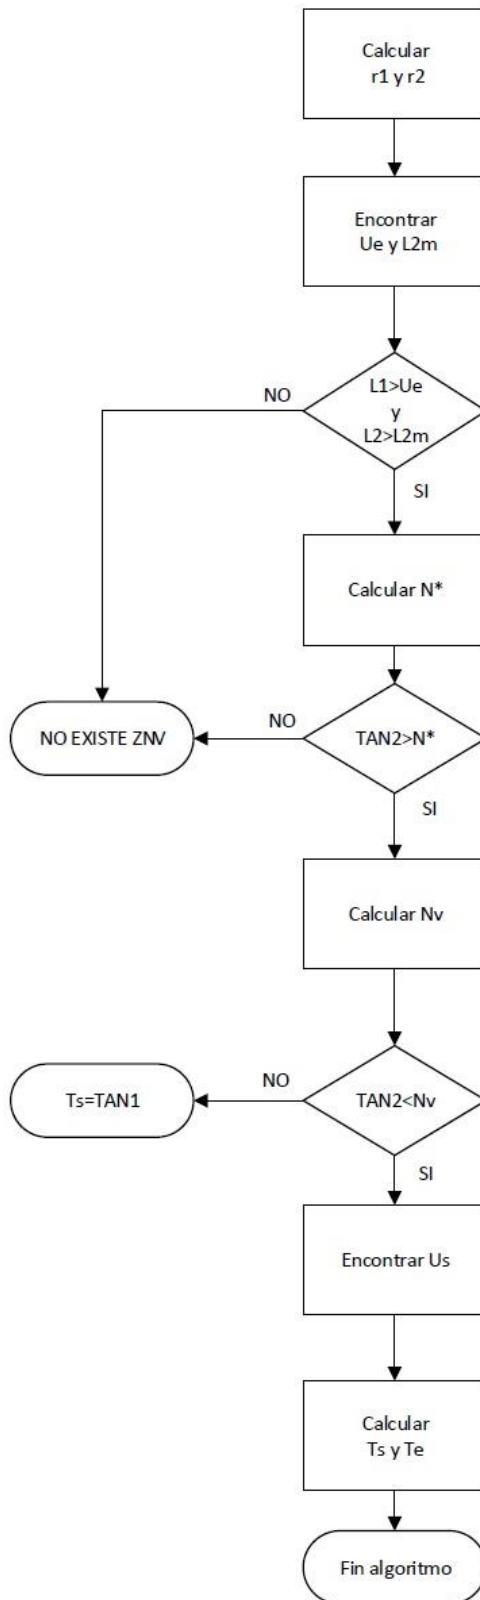 Calcular
r1 y r2
Encontrar
Ue y L2m
L1>Ue
y
L2>L2m
NO
SI
Calcular N*
NO EXISTE ZNV
NO
TAN2>N*
SI
Calcular Nv
Ts=TAN1
NO
TAN2<Nv
SI
Encontrar Us
Calcular
Ts y Te
Fin algoritmo